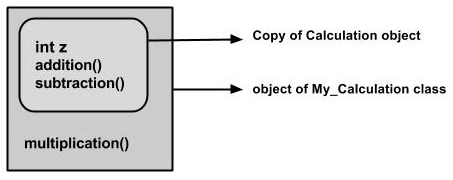 int z
addition()
subtraction()
multiplication()
Copy of Calculation object
object of My_Calculation class